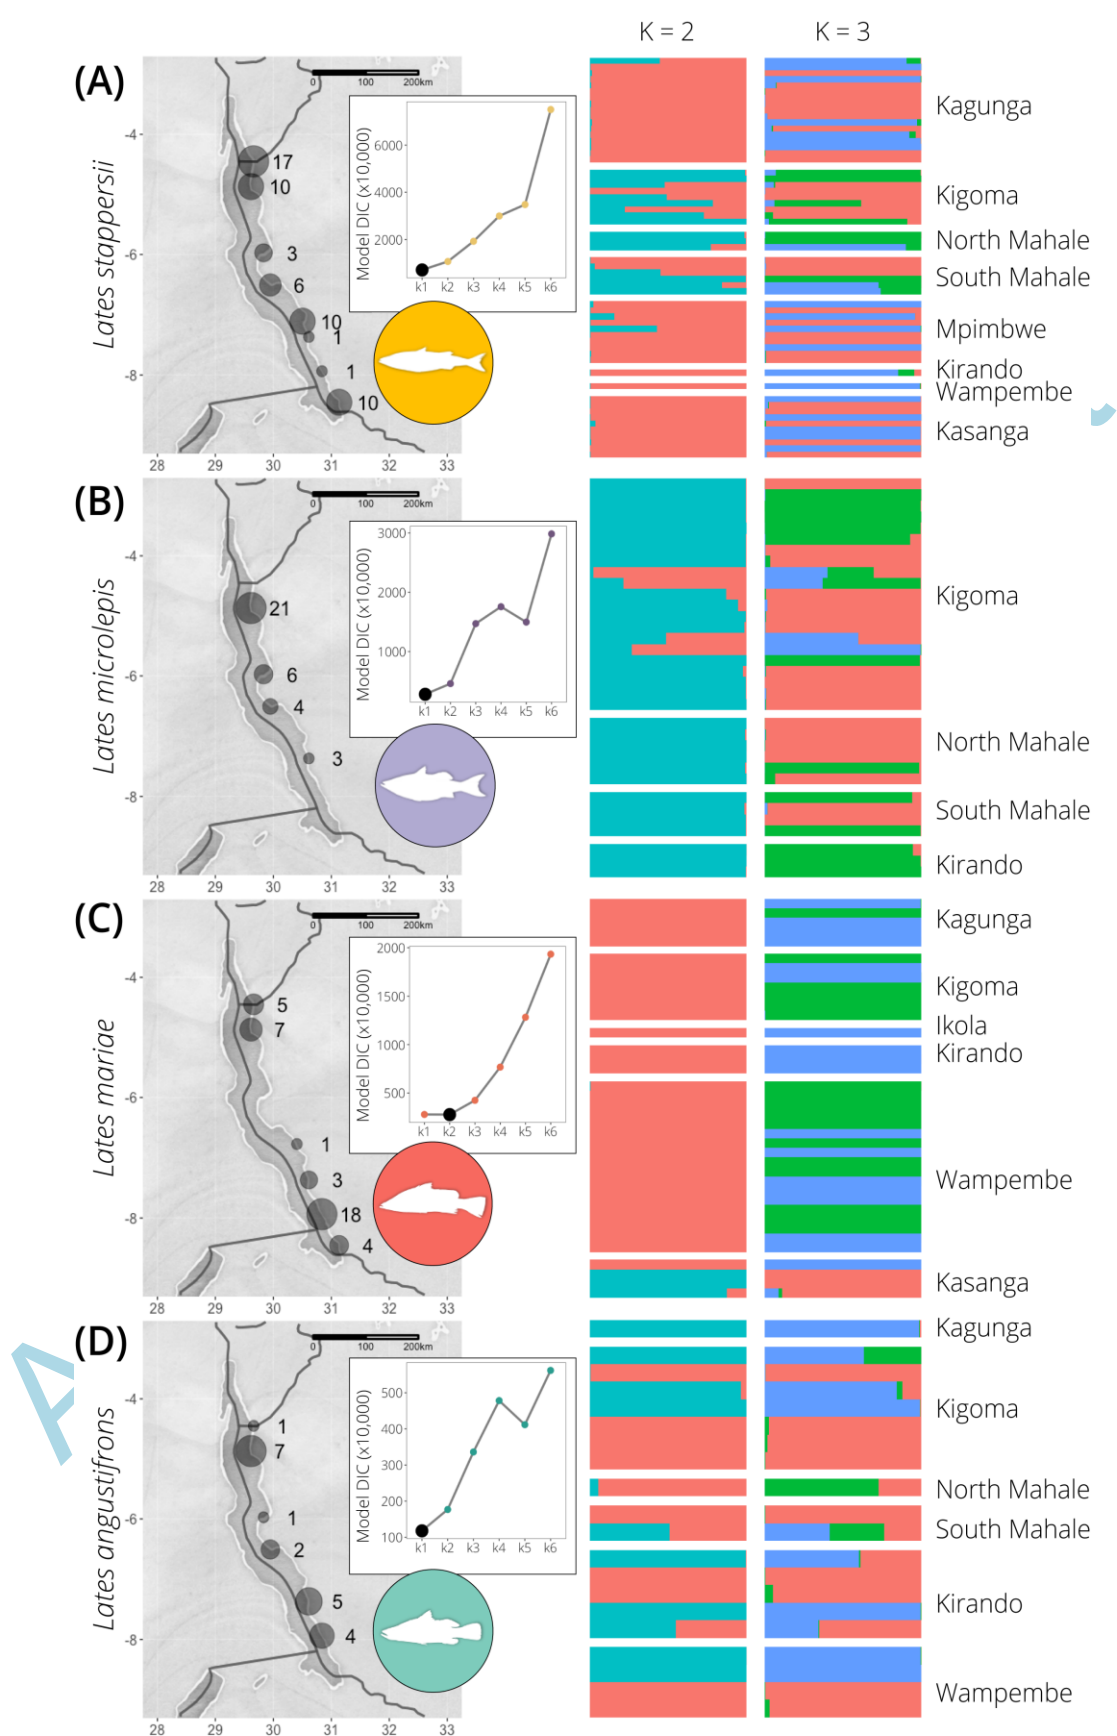 K = 2 K = 3
(A)
Lates stappersii
0 100 200km
-4
-6
-8
17
10
3
6
10
1
1
10
28 29 30 31 32 33
Model DIC (x10,000)
6000
4000
2000
k1 k2 k3 k4 k5 k6
Kagunga
Kigoma
North Mahale
South Mahale
Mpimbwe
Kirando
Wampembe
Kasanga
(B)
Lates microlepis
0 100 200km
-4
-6
-8
21
6
4
3
28 29 30 31 32 33
Model DIC (x10,000)
3000
2000
1000
k1 k2 k3 k4 k5 k6
Kigoma
North Mahale
South Mahale
Kirando
(C)
Lates mariae
0 100 200km
-4
-6
-8
5
7
1
3
18
4
28 29 30 31 32 33
Model DIC (x10,000)
2000
1500
1000
500
k1 k2 k3 k4 k5 k6
Kagunga
Kigoma
Ikola
Kirando
Wampembe
Kasanga
(D)
Lates angustifrons
0 100 200km
-4
-6
-8
1
7
1
2
5
4
28 29 30 31 32 33
Model DIC (x10,000)
500
400
300
200
100
k1 k2 k3 k4 k5 k6
Kagunga
Kigoma
North Mahale
South Mahale
Kirando
Wampembe
A